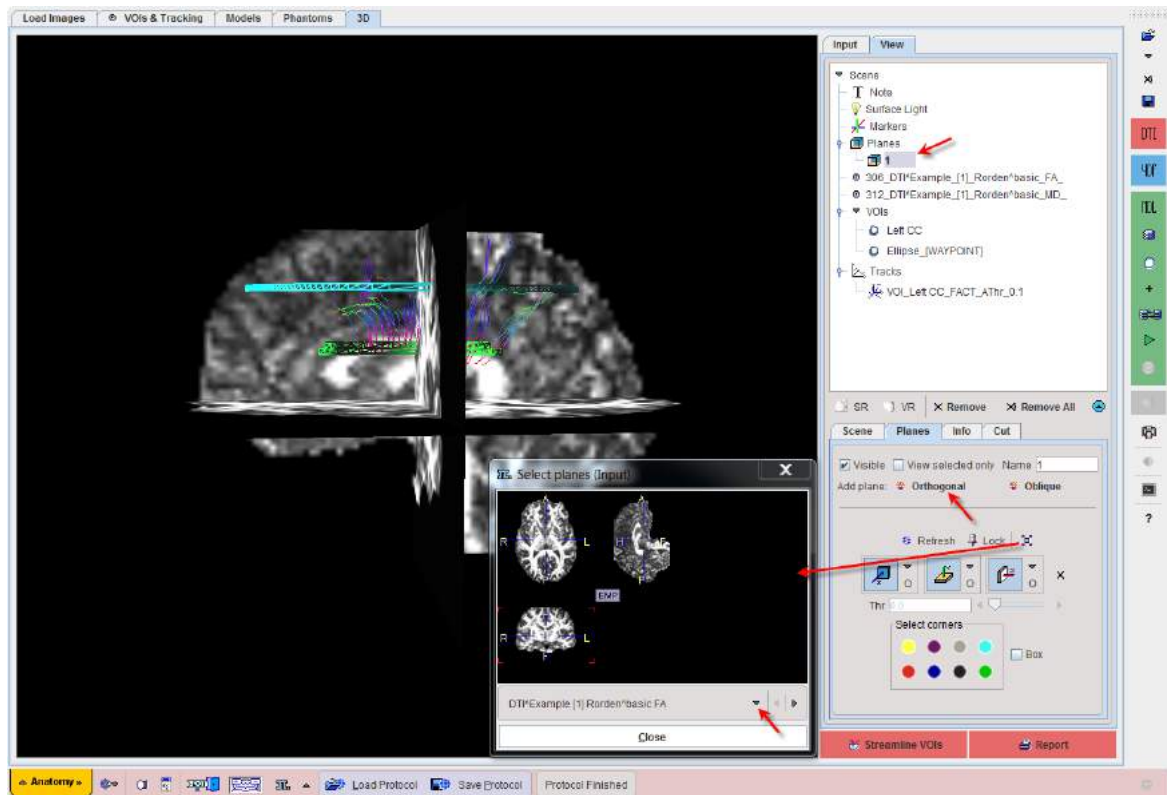 Load Images VOIs & Tracking Models Phantoms 3D
Input View
Scene
Note
Surface Light
Markers
Planes
1
306_DTI*Example_[1]_Rorden^basic_FA_
312_DTI*Example_[1]_Rorden^basic_MD_
VOIs
Left CC
Ellipse_{WAYPOINT}
Tracks
VOI_Left CC_FACT_AThr_0.1
SR VR Remove Remove All
Scene Planes Info Cut
Visible View selected only Name 1
Add plane: Orthogonal Oblique
Refresh Lock
Thr
Select corners
Box
Streamline VOIs Report
DTI
MDL
?
Select planes (Input)
R L H
EMP
R L
F
DTI*Example [1] Rorden^basic FA
Close
Anatomy Load Protocol Save Protocol Protocol Finished